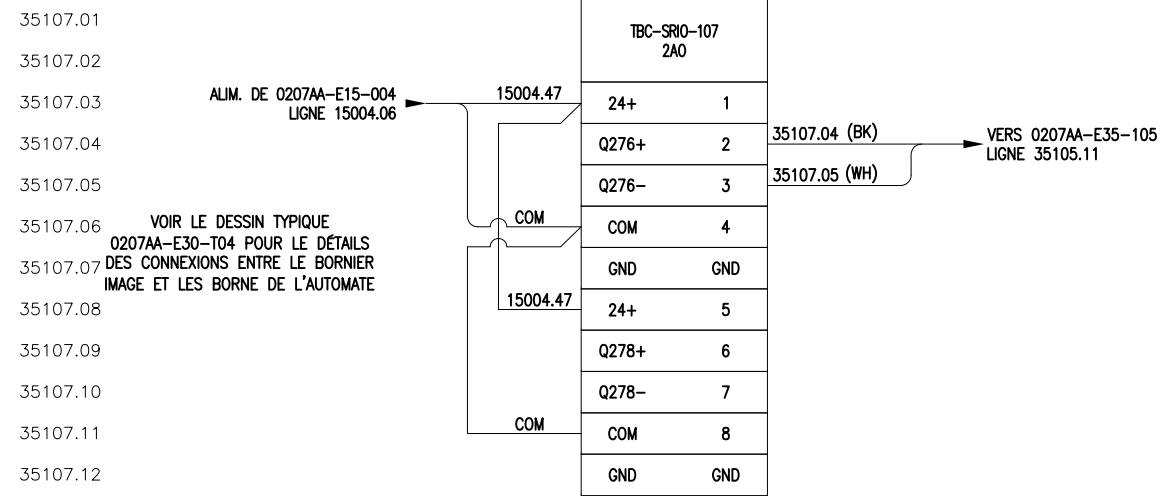 35107.01
TBC-SRIO-107
2AO
35107.02
35107.03
ALIM. DE 0207AA-E15-004
LIGNE 15004.06
15004.47
24+ 1
35107.04
Q276+ 2
35107.04 (BK)
VERS 0207AA-E35-105
LIGNE 35105.11
35107.05
Q276- 3
35107.05 (WH)
35107.06
COM
COM 4
VOIR LE DESSIN TYPIQUE
0207AA-E30-T04 POUR LE DÉTAILS
DES CONNEXIONS ENTRE LE BORNIER
IMAGE ET LES BORNE DE L'AUTOMATE
35107.07
GND GND
35107.08
15004.47
24+ 5
35107.09
Q278+ 6
35107.10
Q278- 7
35107.11
COM
COM 8
35107.12
GND GND